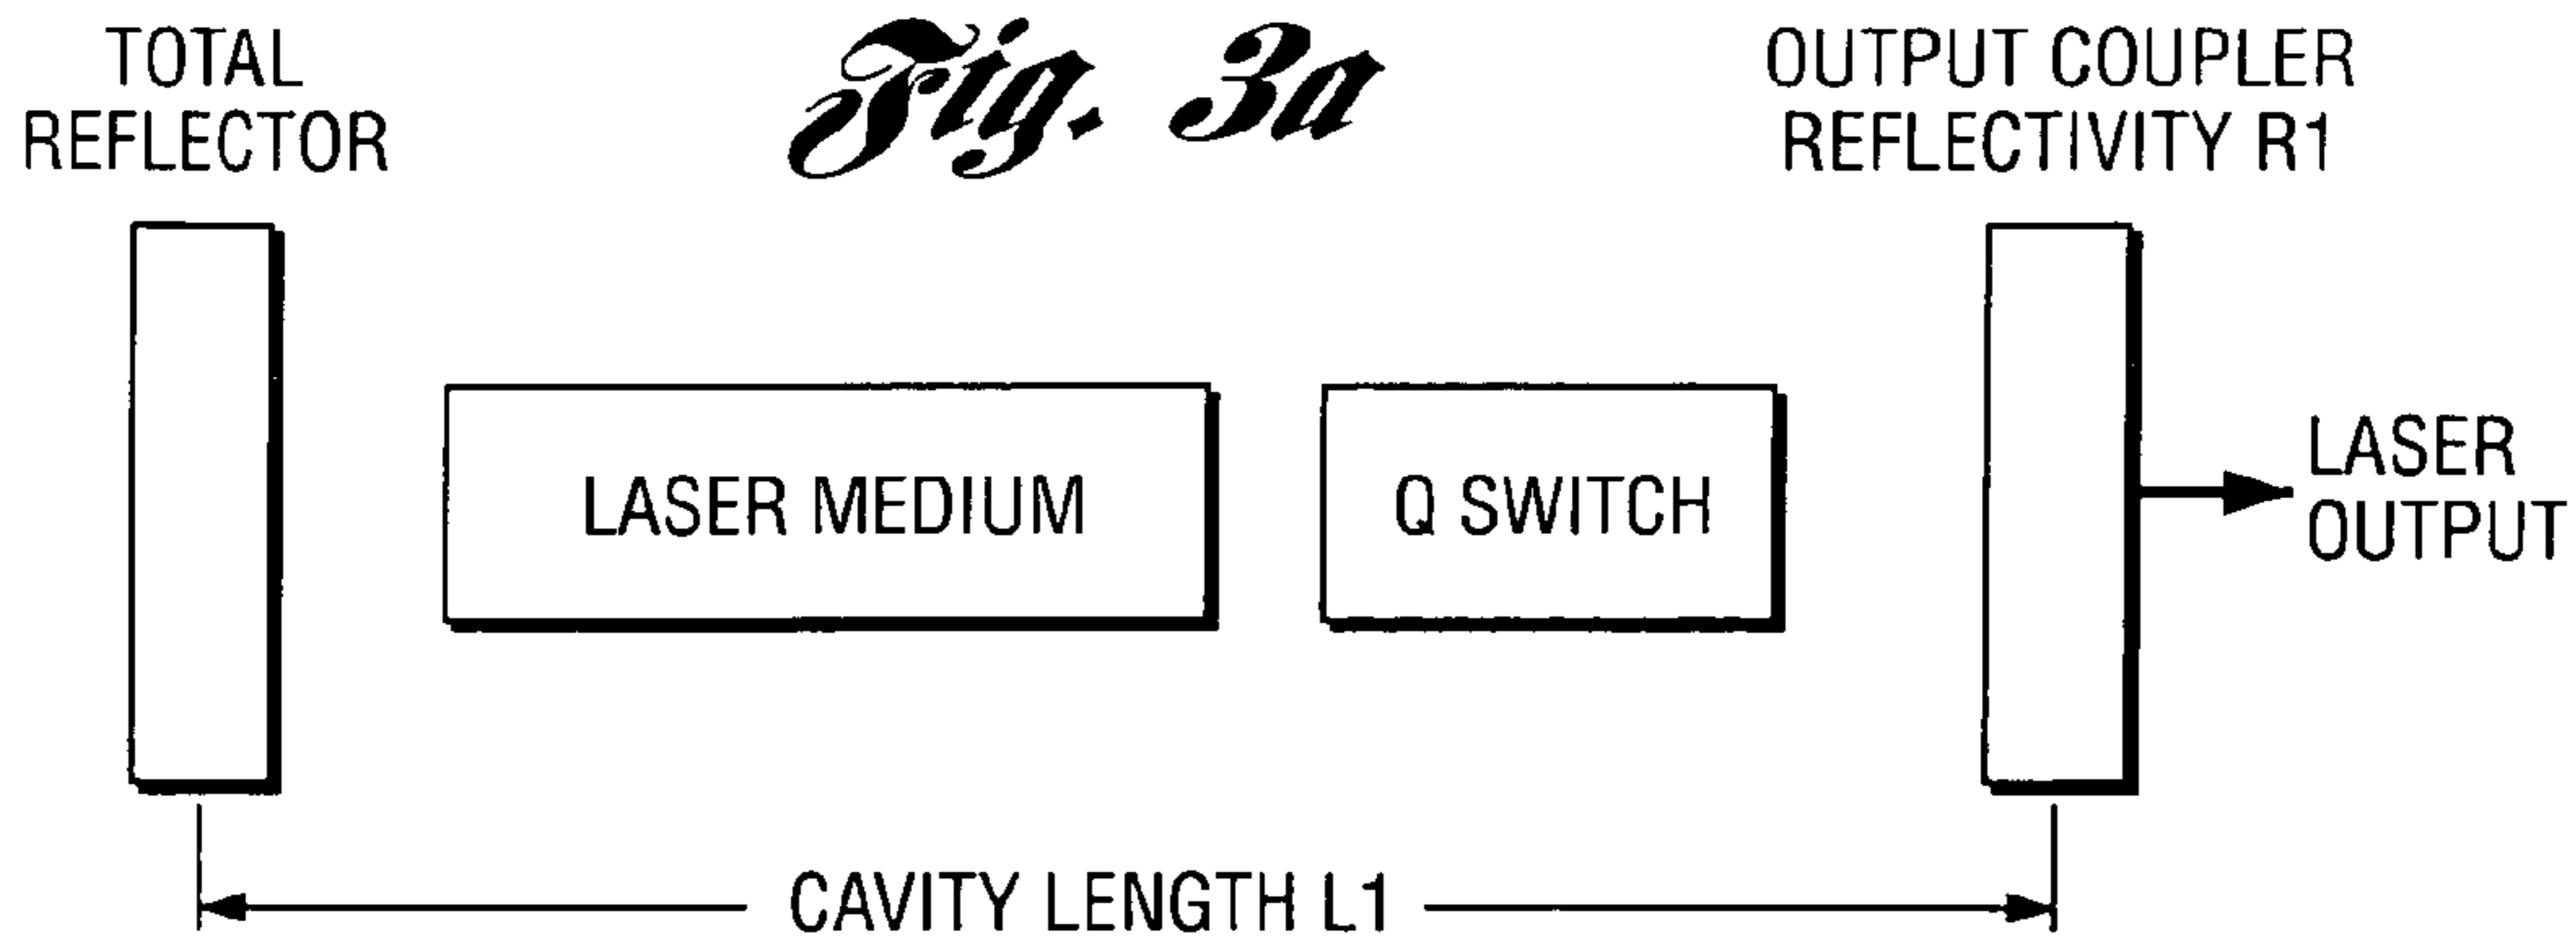 Fig. 3a
TOTAL
REFLECTOR
OUTPUT COUPLER
REFLECTIVITY R1
LASER MEDIUM
Q SWITCH
LASER
OUTPUT
CAVITY LENGTH L1